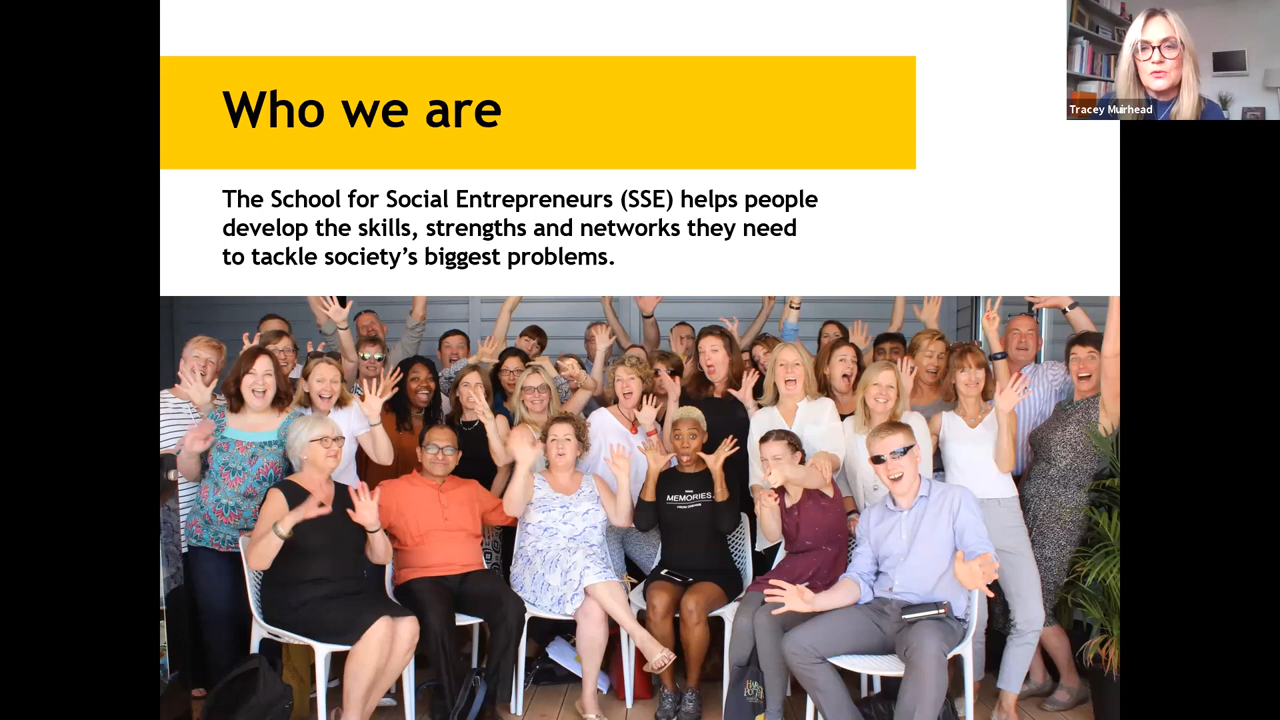 Who we are
Tracey Muirhead
The School for Social Entrepreneurs (SSE) helps people
develop the skills, strengths and networks they need
to tackle society’s biggest problems.
MEMORIES